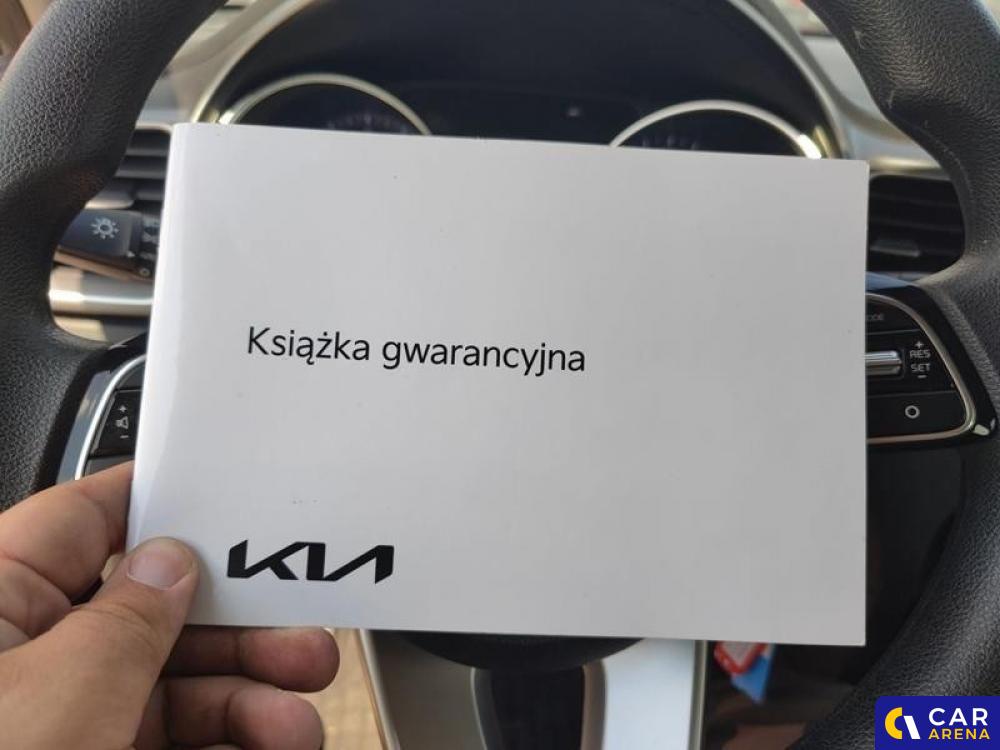 Książka gwarancyjna
KIA
+
RES
SET
−
+
−
CAR
ARENA